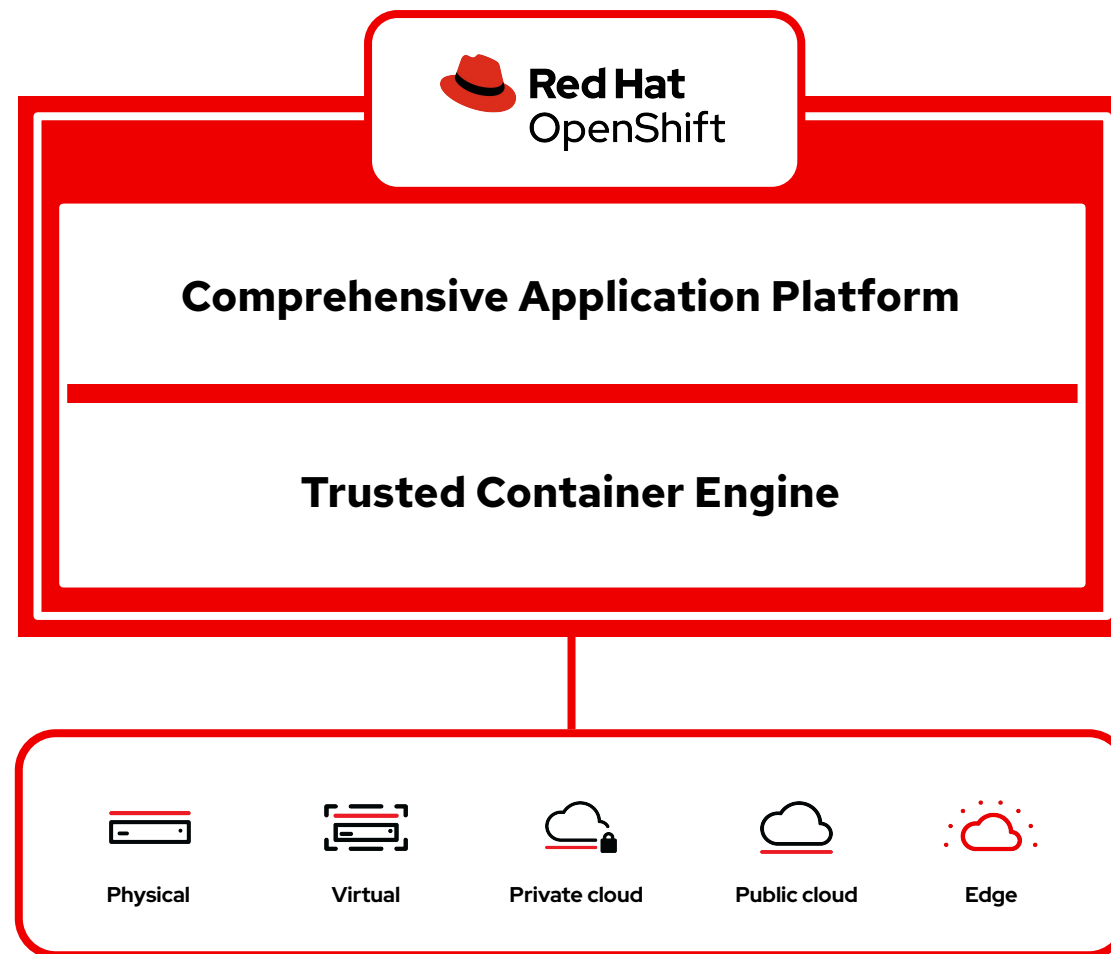 Red Hat
OpenShift
Comprehensive Application Platform
Trusted Container Engine
Physical
Virtual
Private cloud
Public cloud
Edge